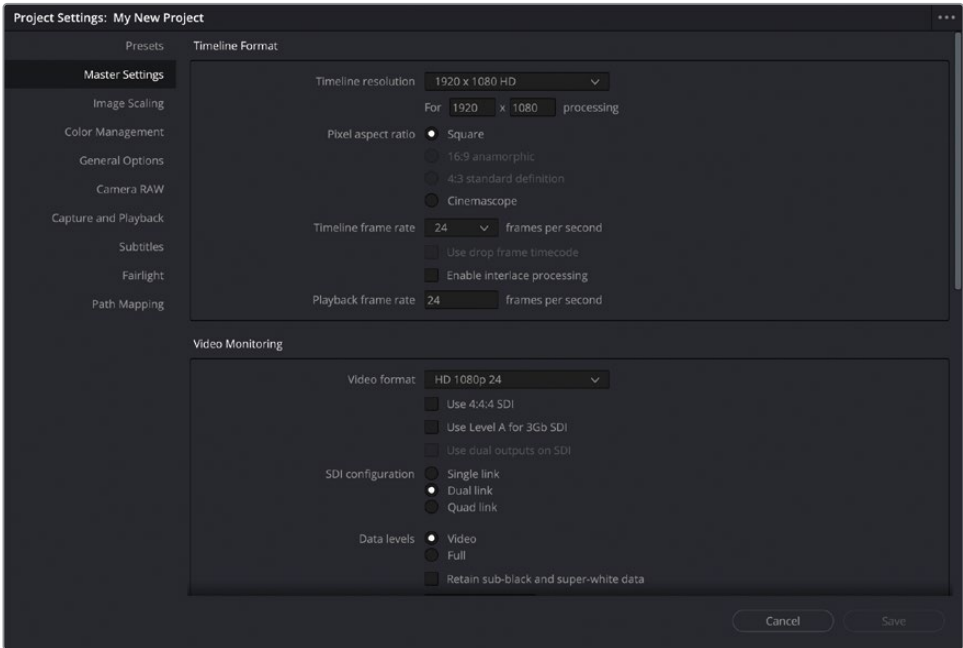 Project Settings: My New Project
Presets
Master Settings
Image Scaling
Color Management
General Options
Camera RAW
Capture and Playback
Subtitles
Fairlight
Path Mapping
Timeline Format
Timeline resolution 1920 x 1080 HD
For 1920 x 1080 processing
Pixel aspect ratio Square
16:9 anamorphic
4:3 standard definition
Cinemascope
Timeline frame rate 24 frames per second
Use drop frame timecode
Enable interlace processing
Playback frame rate 24 frames per second
Video Monitoring
Video format HD 1080p 24
Use 4:4:4 SDI
Use Level A for 3Gb SDI
Use dual outputs on SDI
SDI configuration Single link
Dual link
Quad link
Data levels Video
Full
Retain sub-black and super-white data
Cancel Save